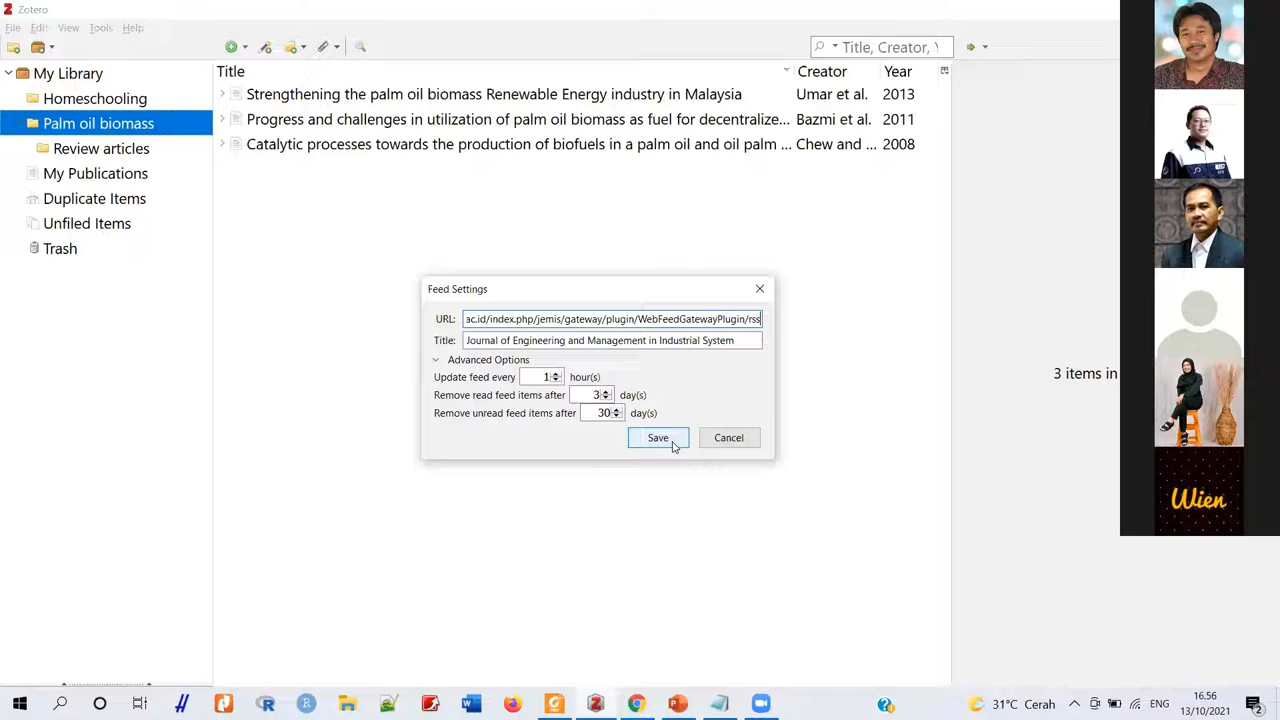 Zotero
File Edit View Tools Help
Title, Creator, Y
My Library
Homeschooling
Palm oil biomass
Review articles
My Publications
Duplicate Items
Unfiled Items
Trash
Title Creator Year
Strengthening the palm oil biomass Renewable Energy industry in Malaysia Umar et al. 2013
Progress and challenges in utilization of palm oil biomass as fuel for decentralize... Bazmi et al. 2011
Catalytic processes towards the production of biofuels in a palm oil and oil palm ... Chew and ... 2008
Feed Settings
URL: ac.id/index.php/jemis/gateway/plugin/WebFeedGatewayPlugin/rss
Title: Journal of Engineering and Management in Industrial System
Advanced Options
Update feed every 1 hour(s)
Remove read feed items after 3 day(s)
Remove unread feed items after 30 day(s)
Save Cancel
3 items in
Wien
31°C Cerah ENG 16.56
13/10/2021 2